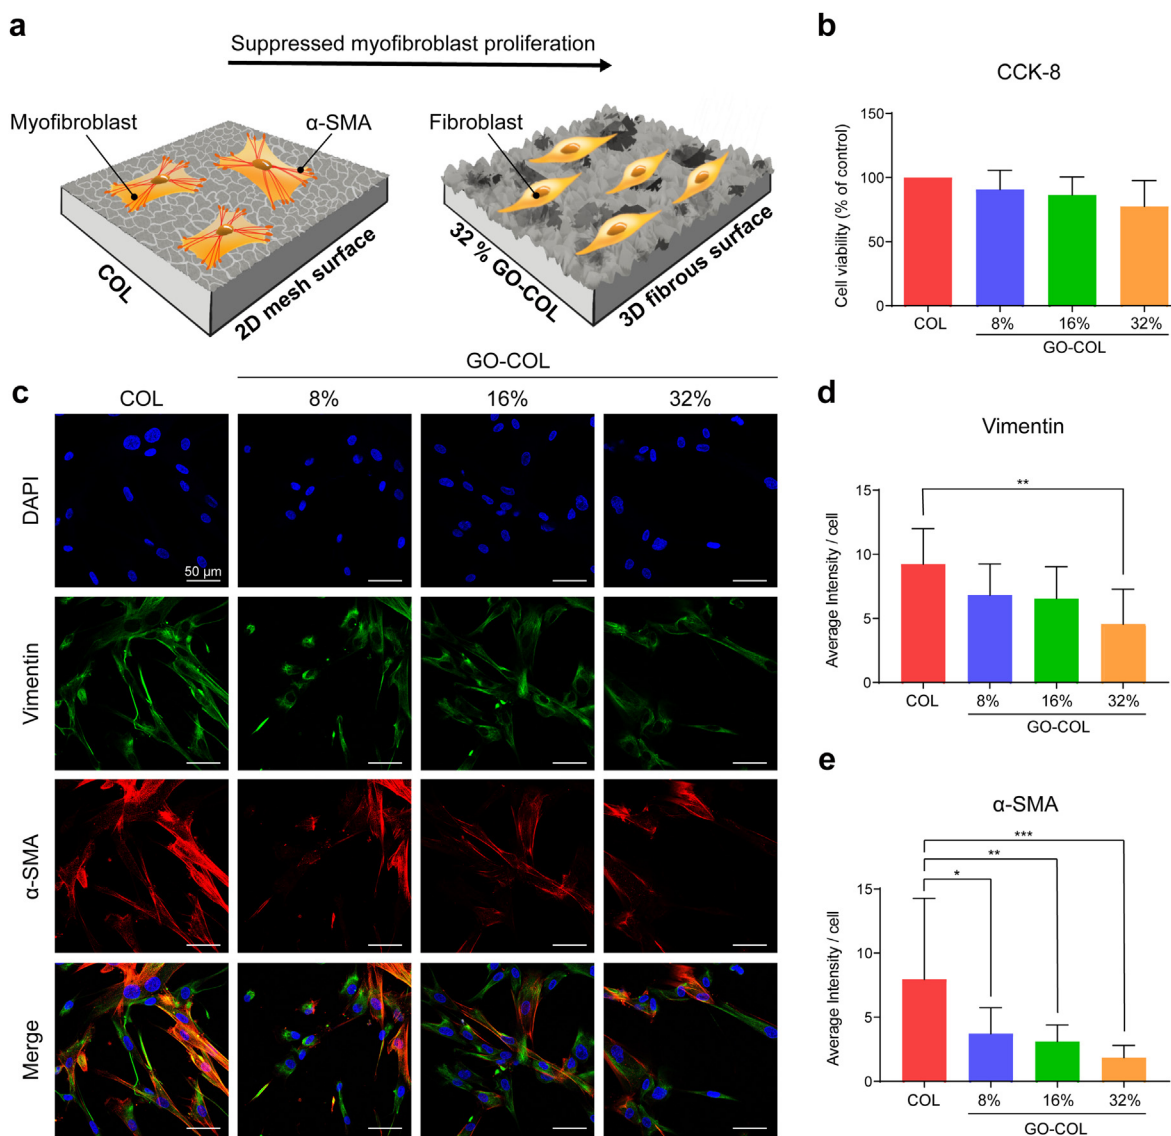 a
Suppressed myofibroblast proliferation
Myofibroblast
α-SMA
Fibroblast
COL
2D mesh surface
32 % GO-COL
3D fibrous surface
b
CCK-8
Cell viability (% of control)
150
100
50
0
COL
8%
16%
32%
GO-COL
c
GO-COL
COL
8%
16%
32%
DAPI
50 µm
Vimentin
α-SMA
Merge
d
Vimentin
Average Intensity / cell
**
15
10
5
0
COL
8%
16%
32%
GO-COL
e
α-SMA
Average Intensity / cell
***
**
*
15
10
5
0
COL
8%
16%
32%
GO-COL